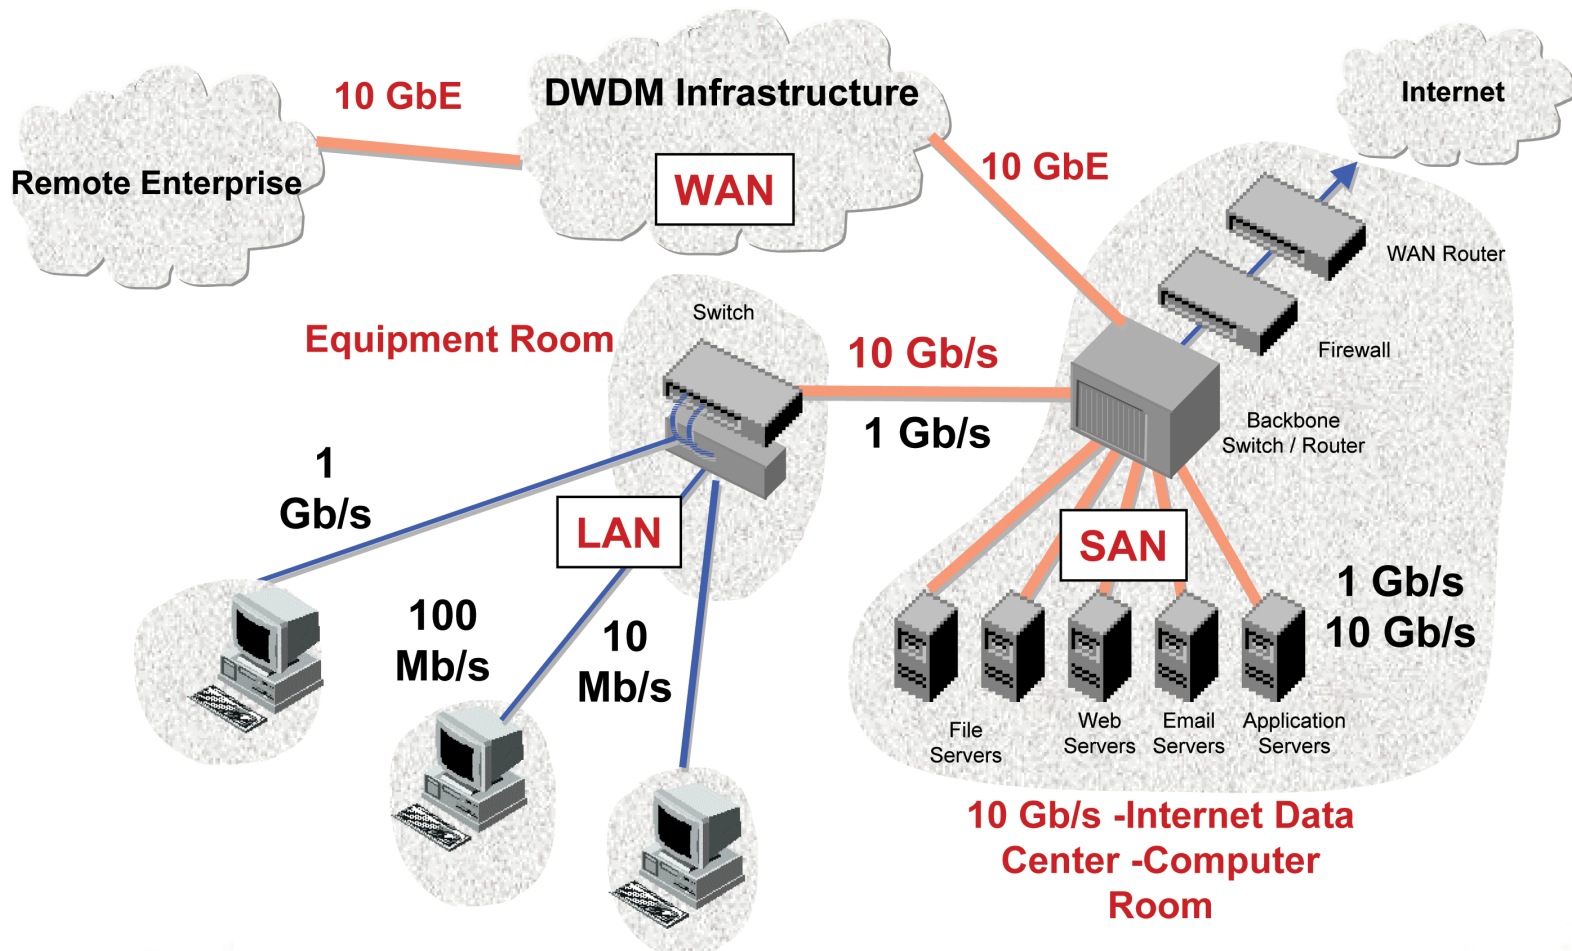 10 GbE
DWDM Infrastructure
Internet
Remote Enterprise
WAN
10 GbE
WAN Router
Switch
Equipment Room
10 Gb/s
Firewall
1 Gb/s
Backbone
Switch / Router
1
Gb/s
LAN
SAN
100
Mb/s
10
Mb/s
1 Gb/s
10 Gb/s
File
Servers
Web
Servers
Email
Servers
Application
Servers
10 Gb/s -Internet Data
Center -Computer
Room